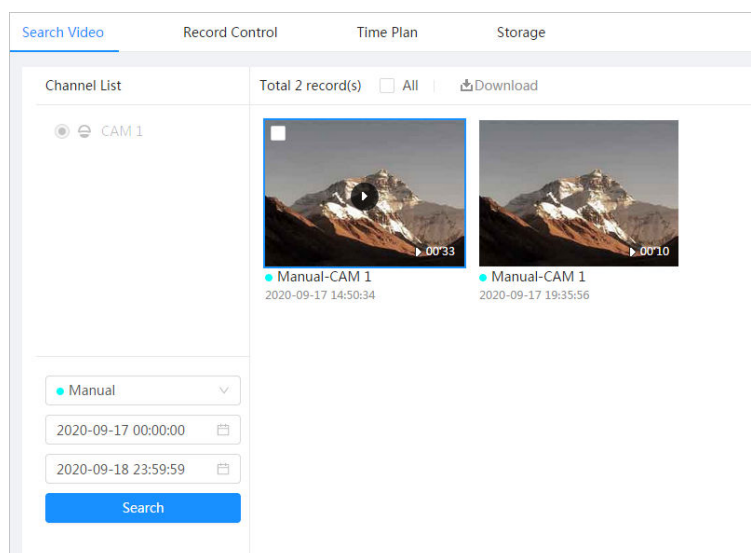 Search Video Record Control Time Plan Storage
Channel List
Total 2 record(s) All Download
CAM 1
00'33
00'10
Manual-CAM 1
2020-09-17 14:50:34
Manual-CAM 1
2020-09-17 19:35:56
Manual
2020-09-17 00:00:00
2020-09-18 23:59:59
Search